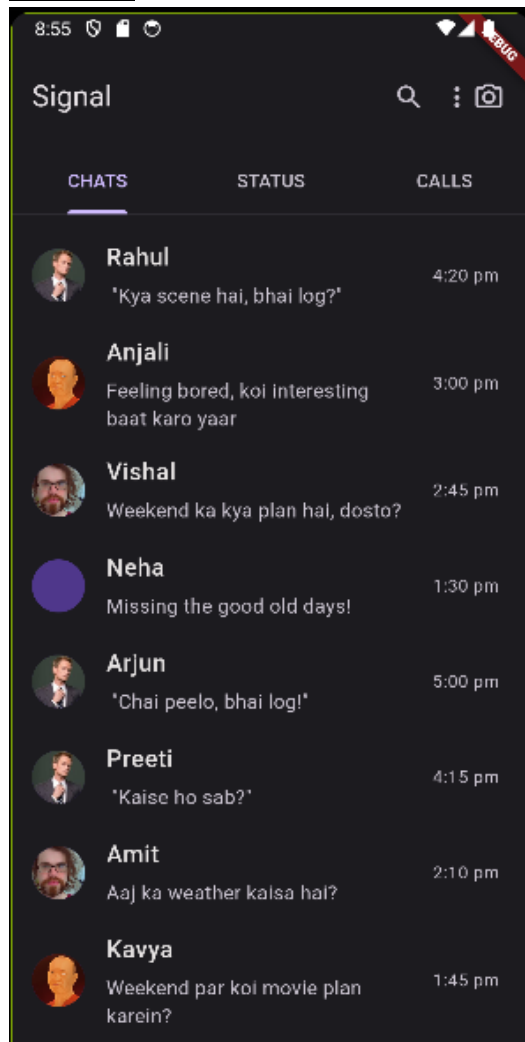 8:55
DEBUG
Signal
CHATS STATUS CALLS
Rahul
"Kya scene hai, bhai log?"
4:20 pm
Anjali
Feeling bored, koi interesting
baat karo yaar
3:00 pm
Vishal
Weekend ka kya plan hai, dosto?
2:45 pm
Neha
Missing the good old days!
1:30 pm
Arjun
"Chai peelo, bhai log!"
5:00 pm
Preeti
"Kaise ho sab?"
4:15 pm
Amit
Aaj ka weather kaisa hai?
2:10 pm
Kavya
Weekend par koi movie plan
karein?
1:45 pm